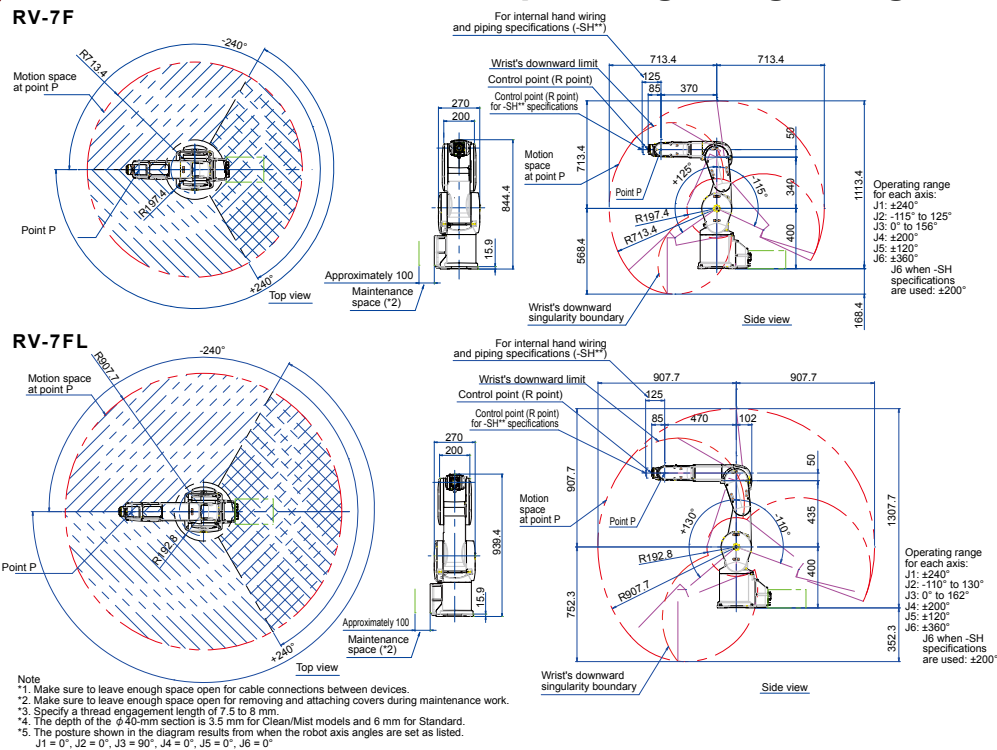 RV-7F
-240°
R713.4
Motion space
at point P
R197.4
Point P
+240°
Top view
270
200
844.4
15.9
Approximately 100
Maintenance
space (*2)
For internal hand wiring
and piping specifications (-SH**)
Wrist's downward limit
Control point (R point)
Control point (R point)
for -SH** specifications
713.4
713.4
125
85
370
50
713.4
Motion
space
at point P
Point P
+125°
-115°
340
1113.4
R197.4
R713.4
400
568.4
168.4
Wrist's downward
singularity boundary
Side view
Operating range
for each axis:
J1: ±240°
J2: -115° to 125°
J3: 0° to 156°
J4: ±200°
J5: ±120°
J6: ±360°
J6 when -SH
specifications
are used: ±200°
RV-7FL
-240°
R907.7
Motion space
at point P
R192.8
Point P
+240°
Top view
270
200
939.4
15.9
Approximately 100
Maintenance
space (*2)
For internal hand wiring
and piping specifications (-SH**)
Wrist's downward limit
Control point (R point)
Control point (R point)
for -SH** specifications
907.7
907.7
125
85
470
102
50
907.7
Motion
space
at point P
Point P
+130°
-110°
435
1307.7
R192.8
R907.7
400
752.3
352.3
Wrist's downward
singularity boundary
Side view
Operating range
for each axis:
J1: ±240°
J2: -110° to 130°
J3: 0° to 162°
J4: ±200°
J5: ±120°
J6: ±360°
J6 when -SH
specifications
are used: ±200°
Note
*1. Make sure to leave enough space open for cable connections between devices.
*2. Make sure to leave enough space open for removing and attaching covers during maintenance work.
*3. Specify a thread engagement length of 7.5 to 8 mm.
*4. The depth of the ϕ40-mm section is 3.5 mm for Clean/Mist models and 6 mm for Standard.
*5. The posture shown in the diagram results from when the robot axis angles are set as listed.
J1 = 0°, J2 = 0°, J3 = 90°, J4 = 0°, J5 = 0°, J6 = 0°